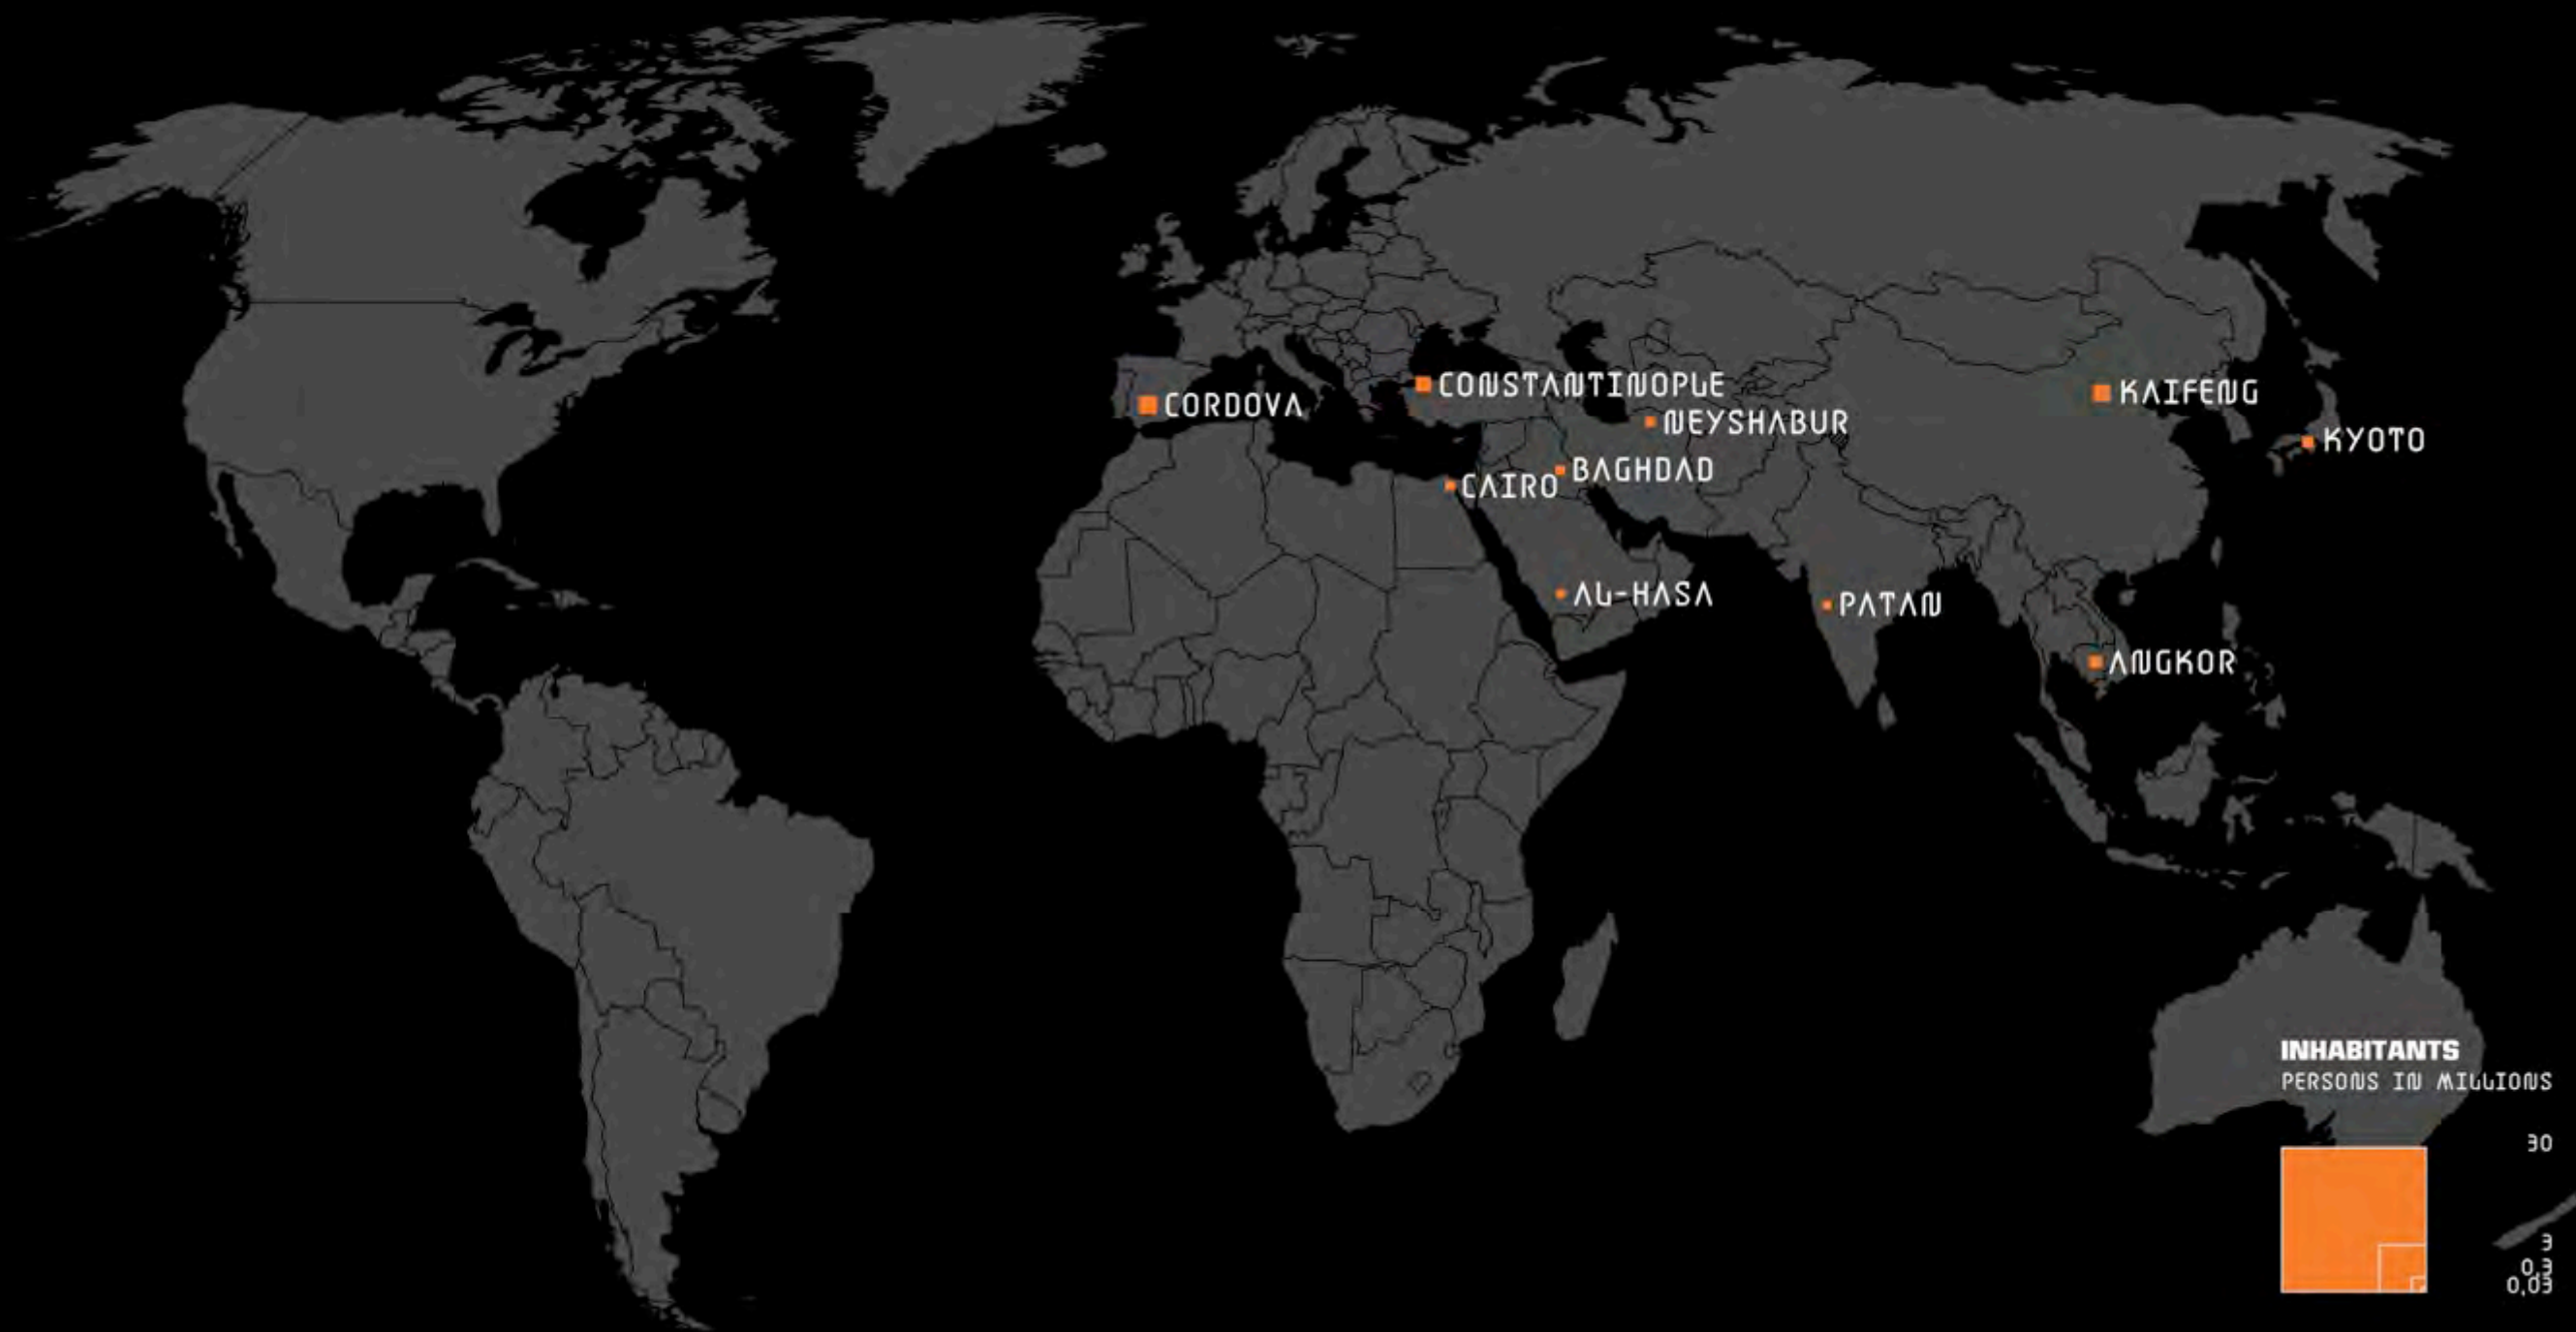 CONSTANTINOPLE
KAIFENG
CORDOVA
NEYSHABUR
KYOTO
BAGHDAD
CAIRO
AL-HASA
PATAN
ANGKOR
INHABITANTS
PERSONS IN MILLIONS
30
3
0,3
0,03